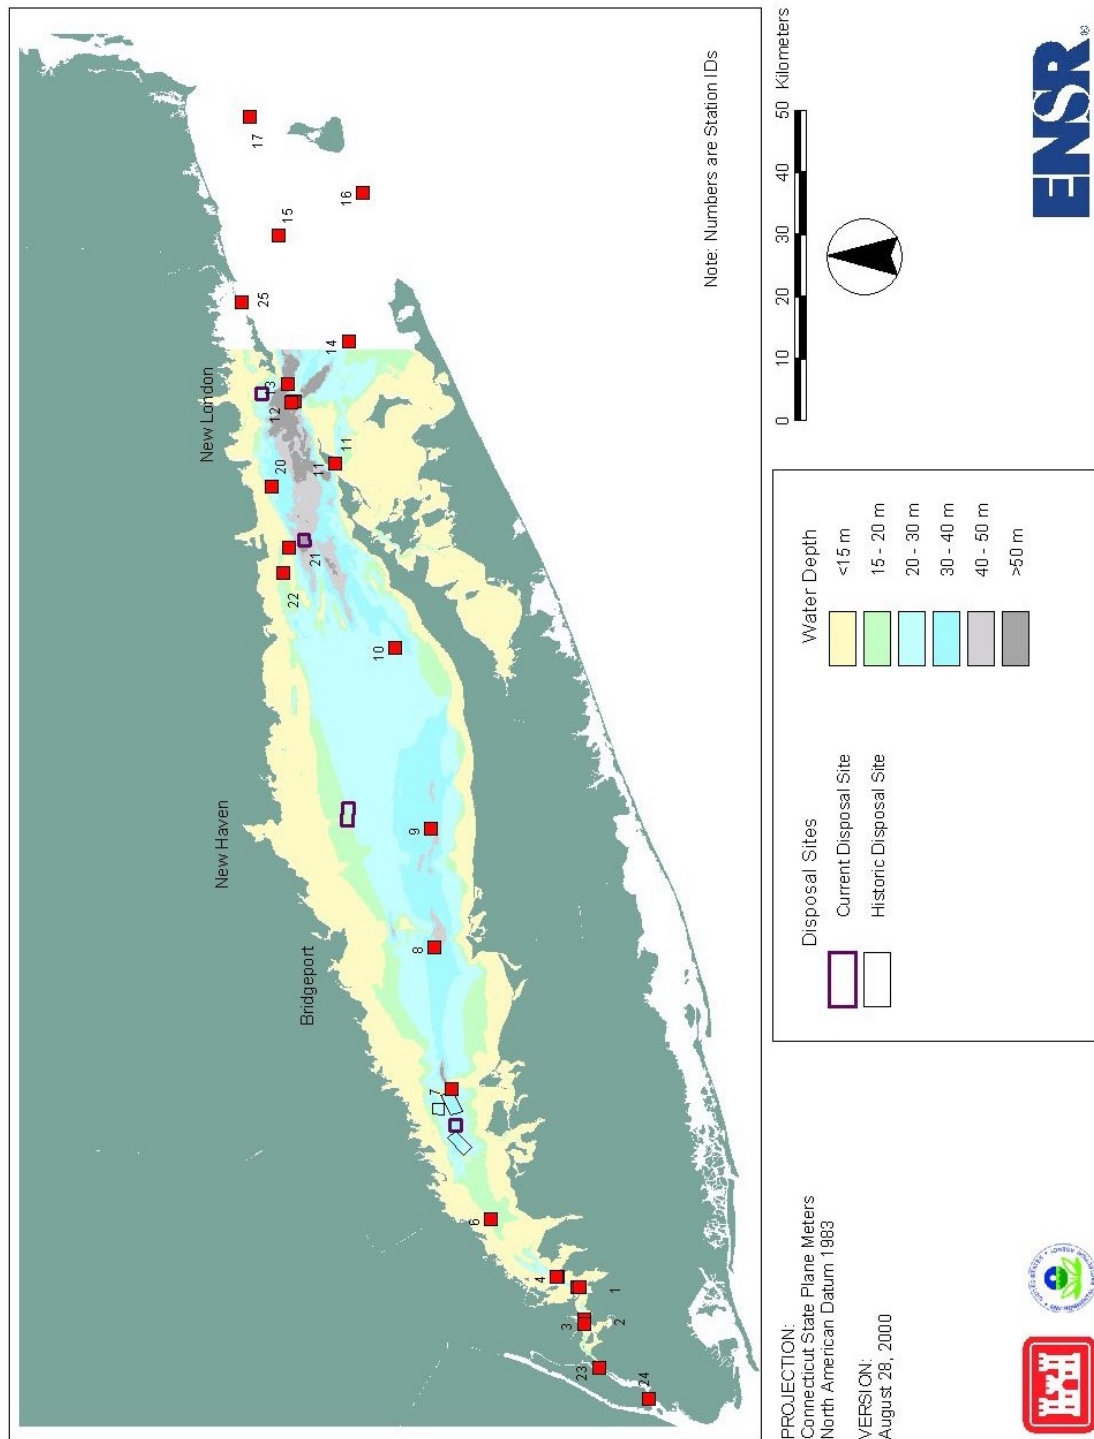 New London
New Haven
Bridgeport
17
15
16
25
14
13
12
20
11
11
21
22
10
9
8
7
6
4
1
3
2
23
24
Note: Numbers are Station IDs
PROJECTION:
Connecticut State Plane Meters
North American Datum 1983
VERSION:
August 28, 2000
Disposal Sites
Current Disposal Site
Historic Disposal Site
Water Depth
<15 m
15 - 20 m
20 - 30 m
30 - 40 m
40 - 50 m
>50 m
0 10 20 30 40 50 Kilometers
ENSR®